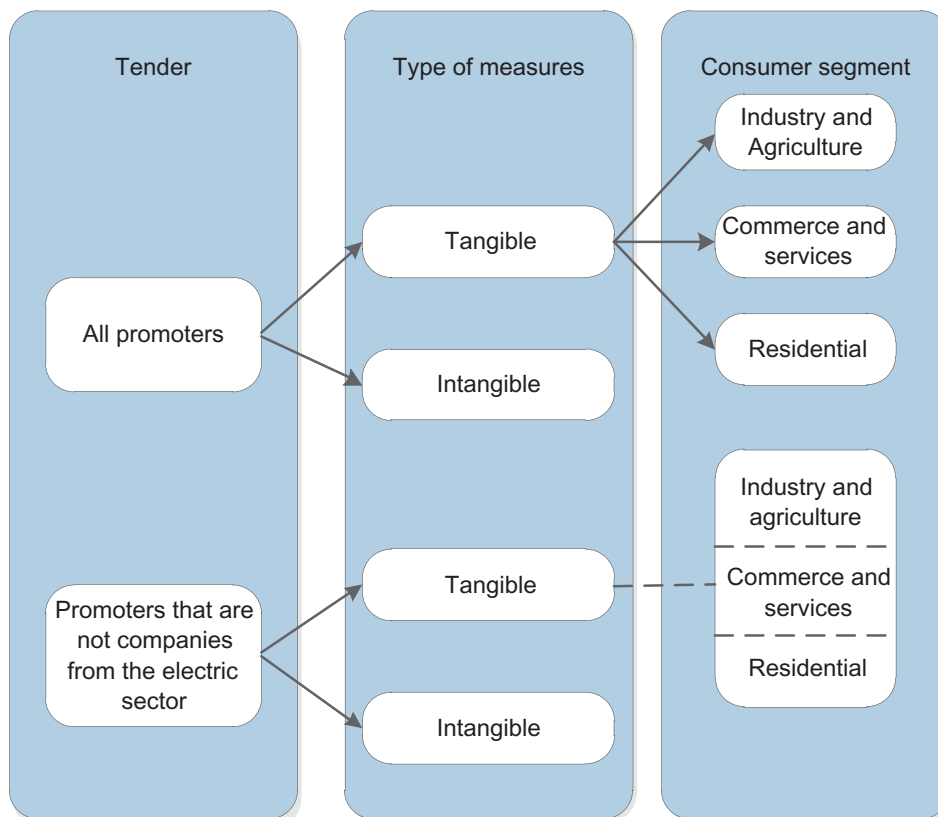 Tender
Type of measures
Consumer segment
Industry and
Agriculture
Tangible
Commerce and
services
All promoters
Residential
Intangible
Industry and
agriculture
Tangible
Commerce and
services
Promoters that are
not companies
from the electric
sector
Residential
Intangible